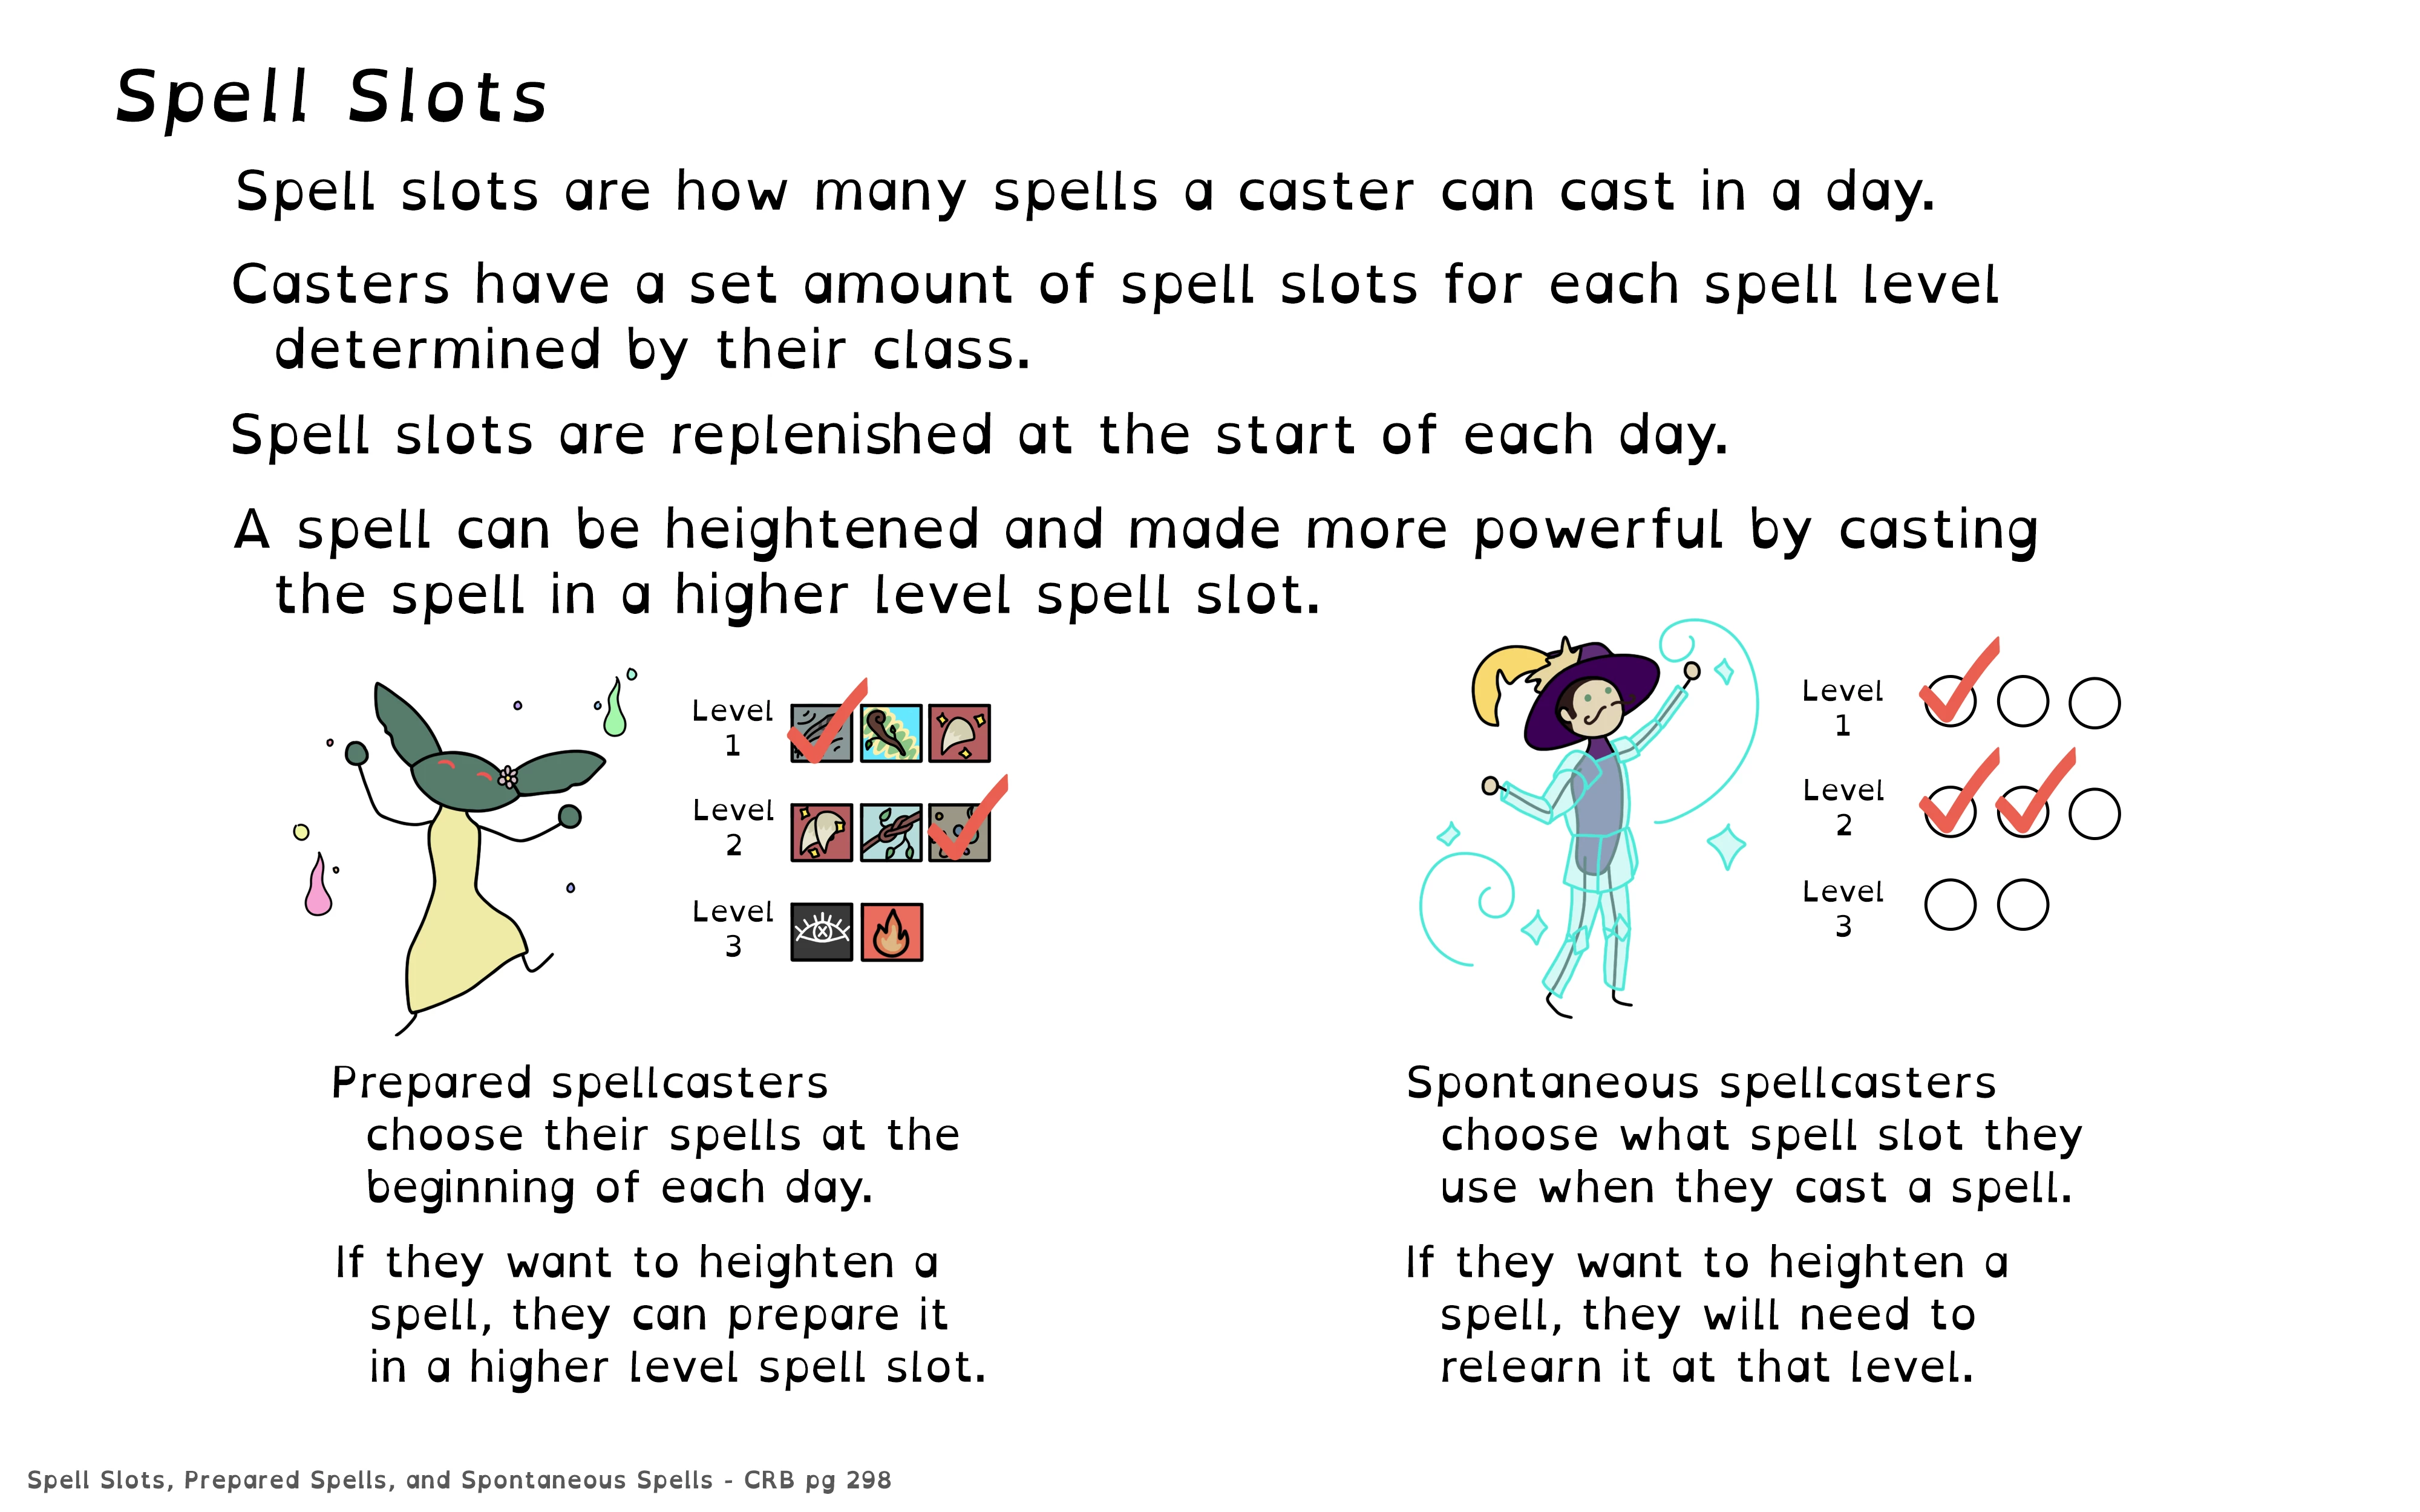 Spell Slots
Spell slots are how many spells a caster can cast in a day.
Casters have a set amount of spell slots for each spell level
determined by their class.
Spell slots are replenished at the start of each day.
A spell can be heightened and made more powerful by casting
the spell in a higher level spell slot.
Level
1
Level
2
Level
3
Prepared spellcasters
choose their spells at the
beginning of each day.
If they want to heighten a
spell, they can prepare it
in a higher level spell slot.
Level
1
Level
2
Level
3
Spontaneous spellcasters
choose what spell slot they
use when they cast a spell.
If they want to heighten a
spell, they will need to
relearn it at that level.
Spell Slots, Prepared Spells, and Spontaneous Spells - CRB pg 298